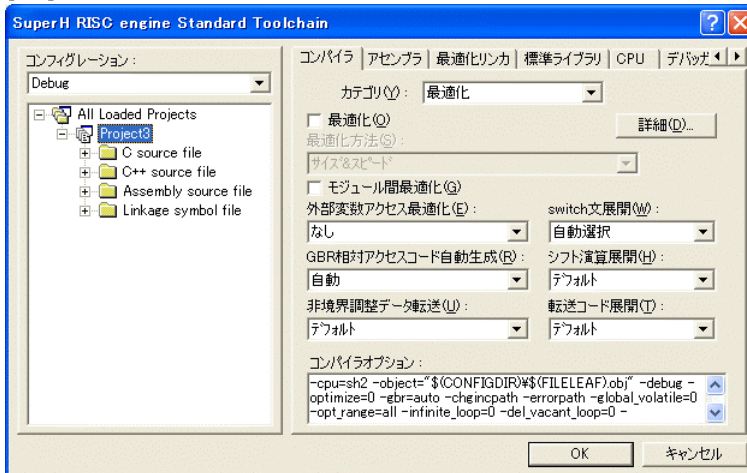 SuperH RISC engine Standard Toolchain
コンフィグレーション :
Debug
All Loaded Projects
Project3
C source file
C++ source file
Assembly source file
Linkage symbol file
コンパイラ アセンブラ 最適化リンカ 標準ライブラリ CPU デバッガ
カテゴリ(Y) : 最適化
最適化(O)
詳細(D)...
最適化方法(S) :
サイズ&スピード
モジュール間最適化(G)
外部変数アクセス最適化(E) : switch文展開(W) :
なし 自動選択
GBR相対アクセスコード自動生成(R) : シフト演算展開(H) :
自動 デフォルト
非境界調整データ転送(U) : 転送コード展開(T) :
デフォルト デフォルト
コンパイラオプション :
-cpu=sh2 -object="$(CONFIGDIR)¥$(FILELEAF).obj" -debug -
optimize=0 -gbr=auto -chgincpath -errorpath -global_volatile=0
-opt_range=all -infinite_loop=0 -del_vacant_loop=0 -
OK キャンセル